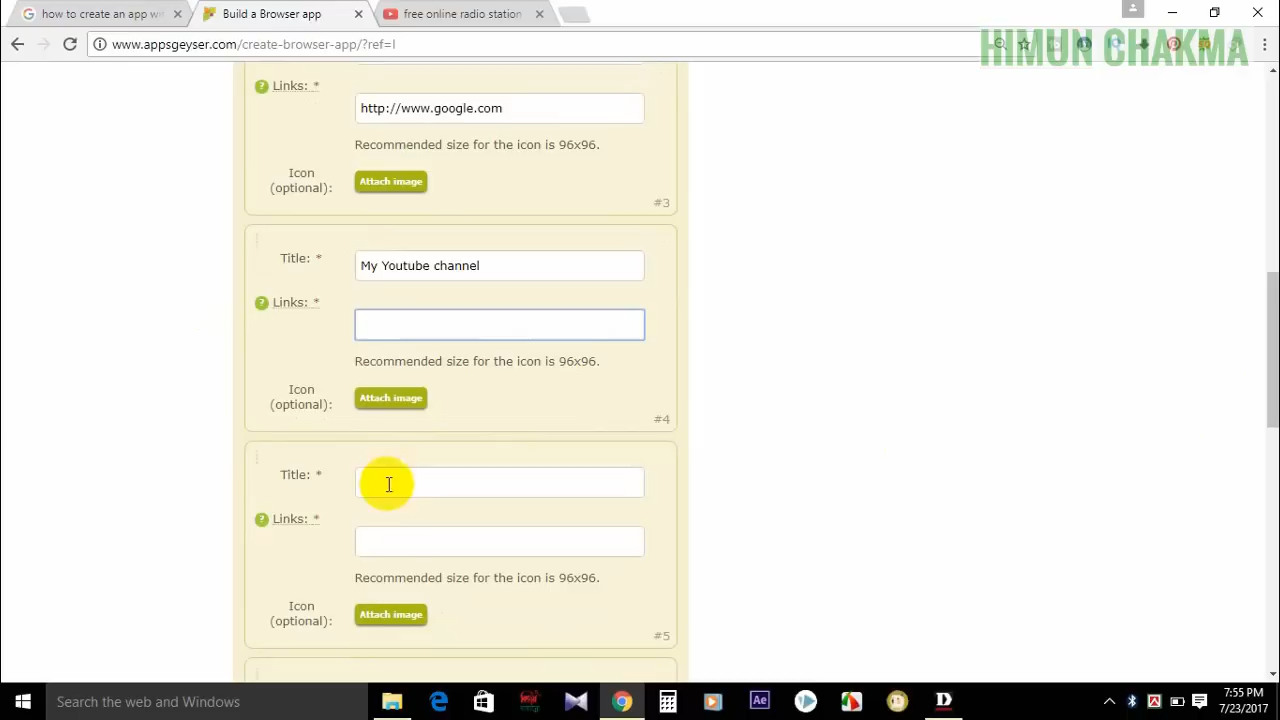 how to create an app wi
Build a Browser app
free online radio station
www.appsgeyser.com/create-browser-app/?ref=l
HIMUN CHAKMA
? Links: *
http://www.google.com
Recommended size for the icon is 96x96.
Icon
(optional):
Attach image
#3
Title: *
My Youtube channel
? Links: *
Recommended size for the icon is 96x96.
Icon
(optional):
Attach image
#4
Title: *
? Links: *
Recommended size for the icon is 96x96.
Icon
(optional):
Attach image
#5
Search the web and Windows
Ae
D
7:55 PM
7/23/2017